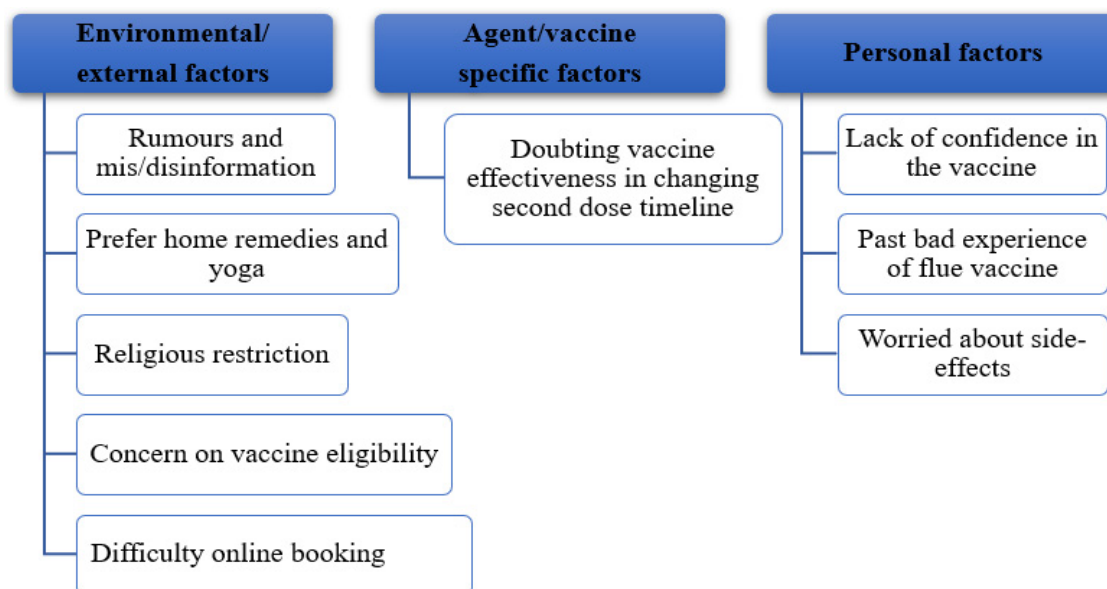 Environmental/
external factors
Rumours and
mis/disinformation
Prefer home remedies and
yoga
Religious restriction
Concern on vaccine eligibility
Difficulty online booking
Agent/vaccine
specific factors
Doubting vaccine
effectiveness in changing
second dose timeline
Personal factors
Lack of confidence in
the vaccine
Past bad experience
of flue vaccine
Worried about side-
effects